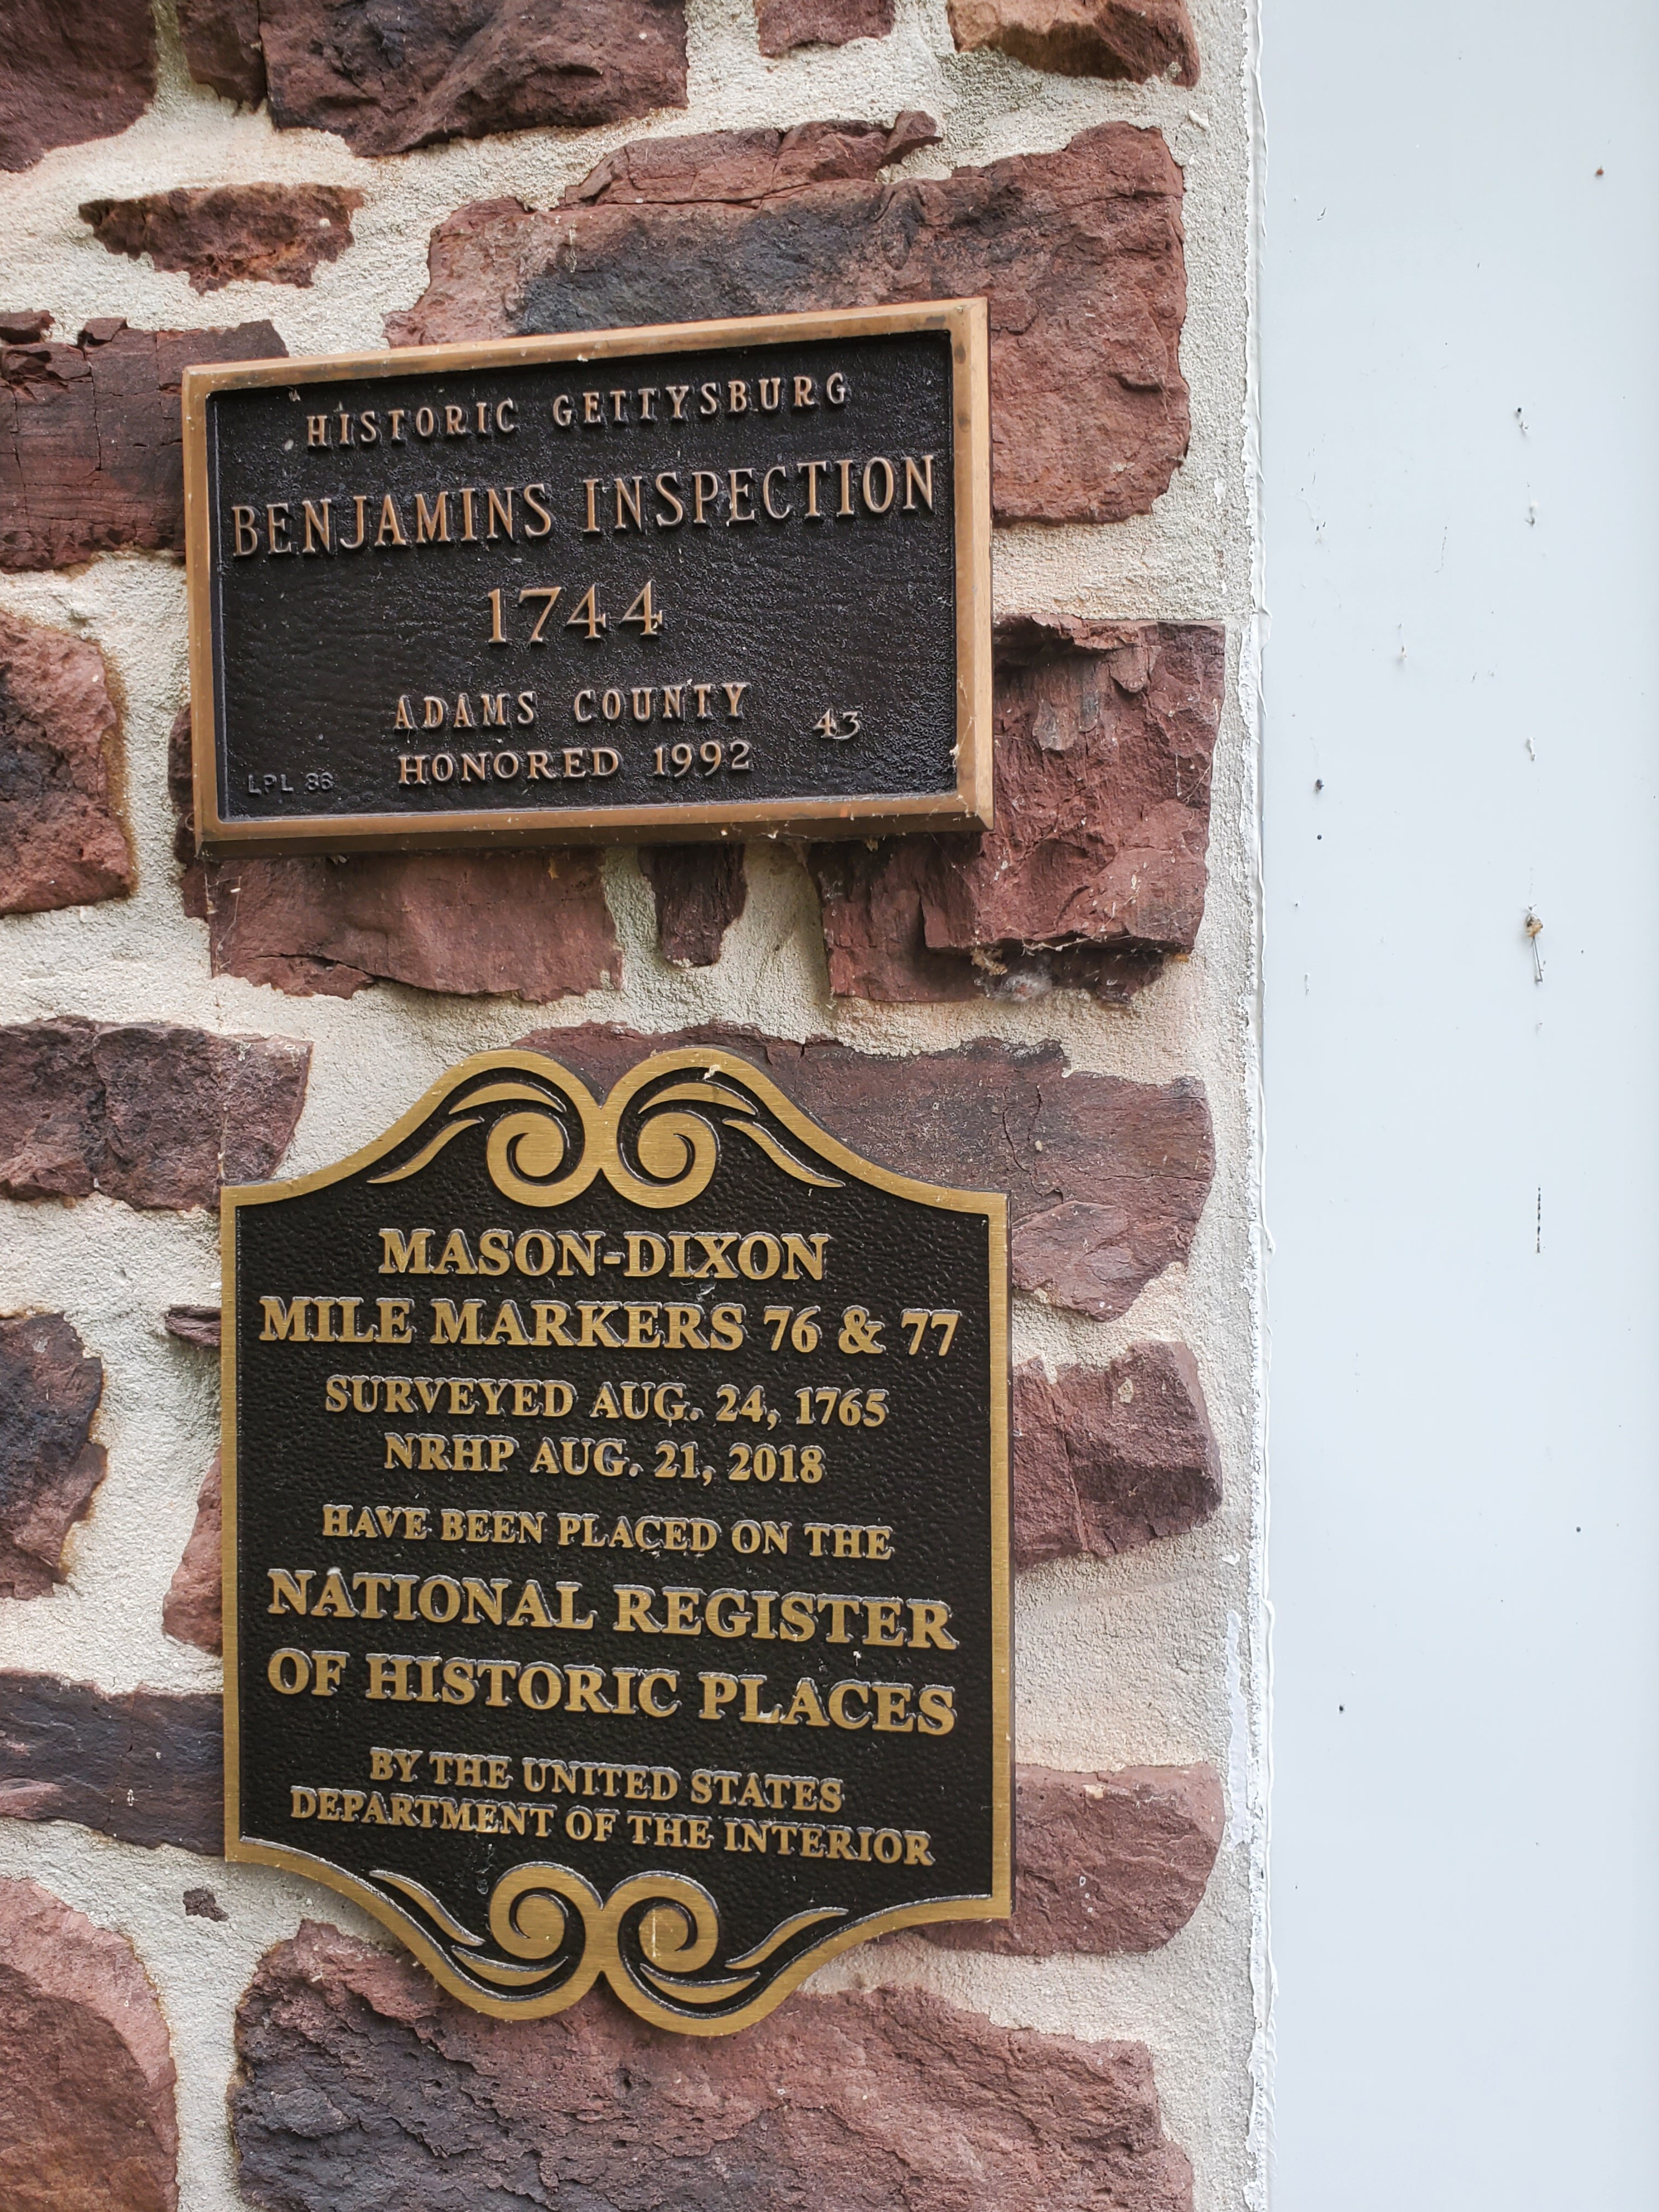 HISTORIC GETTYSBURG
BENJAMINS INSPECTION
1744
ADAMS COUNTY
43
HONORED 1992
LPL 86
MASON-DIXON
MILE MARKERS 76 & 77
SURVEYED AUG. 24, 1765
NRHP AUG. 21, 2018
HAVE BEEN PLACED ON THE
NATIONAL REGISTER
OF HISTORIC PLACES
BY THE UNITED STATES
DEPARTMENT OF THE INTERIOR